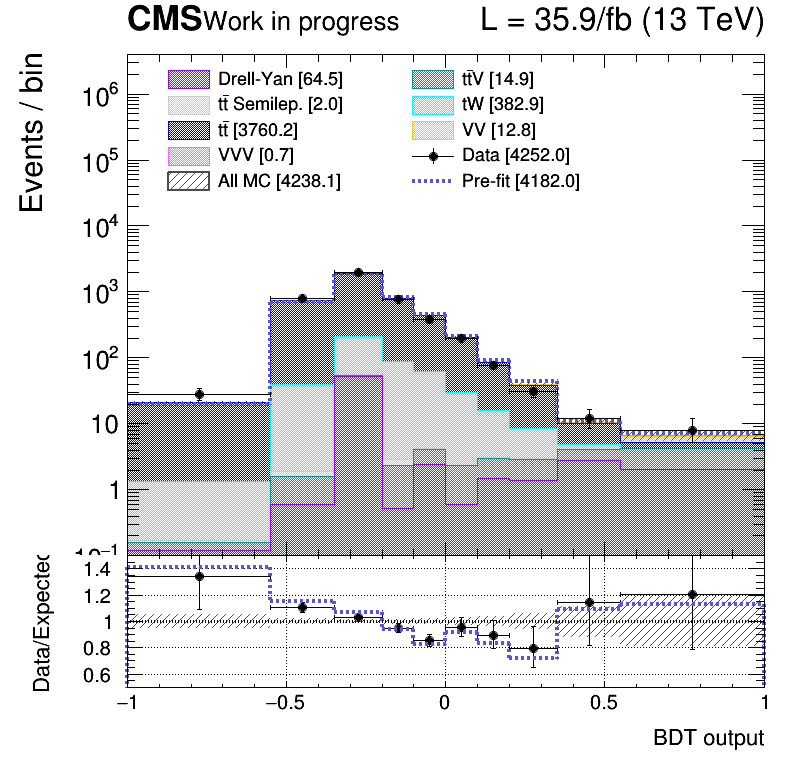 CMS Work in progress L = 35.9/fb (13 TeV)
Events / bin
Drell-Yan [64.5]
tt̄ Semilep. [2.0]
tt̄ [3760.2]
VVV [0.7]
All MC [4238.1]
tt̄V [14.9]
tW [382.9]
VV [12.8]
Data [4252.0]
Pre-fit [4182.0]
10⁶
10⁵
10⁴
10³
10²
10
1
10⁻¹
Data/Expected
1.4
1.2
1
0.8
0.6
−1 −0.5 0 0.5 1
BDT output